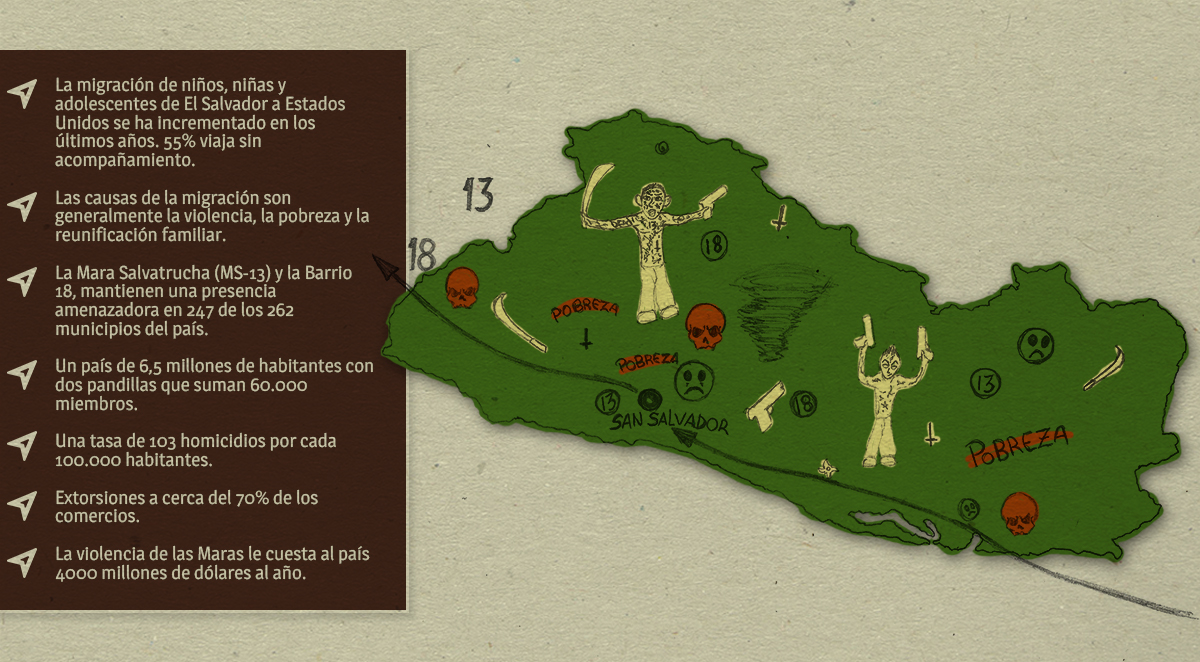 La migración de niños, niñas y
adolescentes de El Salvador a Estados
Unidos se ha incrementado en los
últimos años. 55% viaja sin
acompañamiento.
Las causas de la migración son
generalmente la violencia, la pobreza y la
reunificación familiar.
La Mara Salvatrucha (MS-13) y la Barrio
18, mantienen una presencia
amenazadora en 247 de los 262
municipios del país.
Un país de 6,5 millones de habitantes con
dos pandillas que suman 60.000
miembros.
Una tasa de 103 homicidios por cada
100.000 habitantes.
Extorsiones a cerca del 70% de los
comercios.
La violencia de las Maras le cuesta al país
4000 millones de dólares al año.
13
18
18
POBREZA
POBREZA
13
18
SAN SALVADOR
13
POBREZA